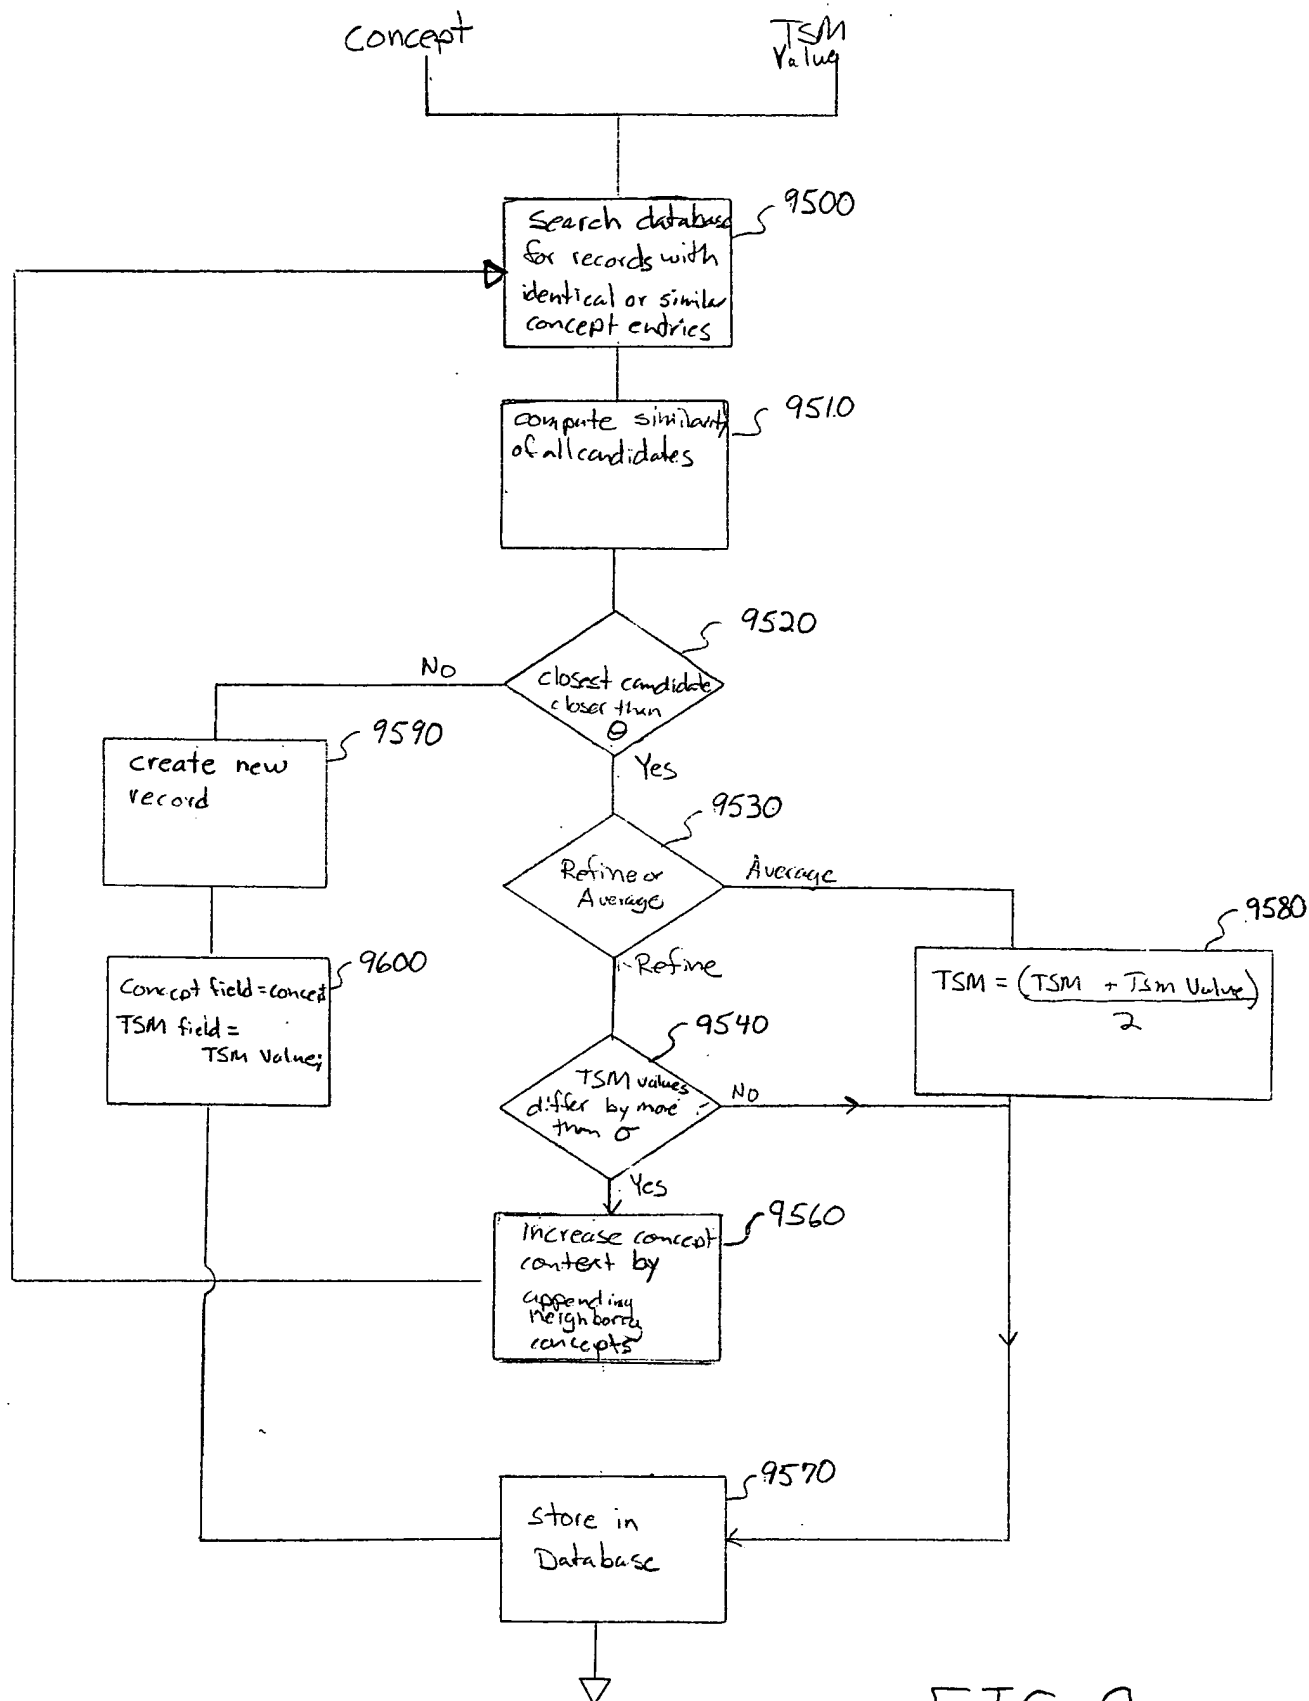 Concept
TSM
Value
9500
Search database
for records with
identical or similar
concept entries
9510
compute similarity
of all candidates
9520
No
closest candidate
closer than
θ
Yes
9590
create new
record
9530
Refine or
Average
Average
Refine
9580
TSM = (TSM + Tsm Value)
2
9600
Concept field = concept
TSM field =
TSM Value;
9540
TSM values
differ by more
than σ
No
Yes
9560
Increase concept
context by
appending
neighboring
concepts
9570
store in
Database